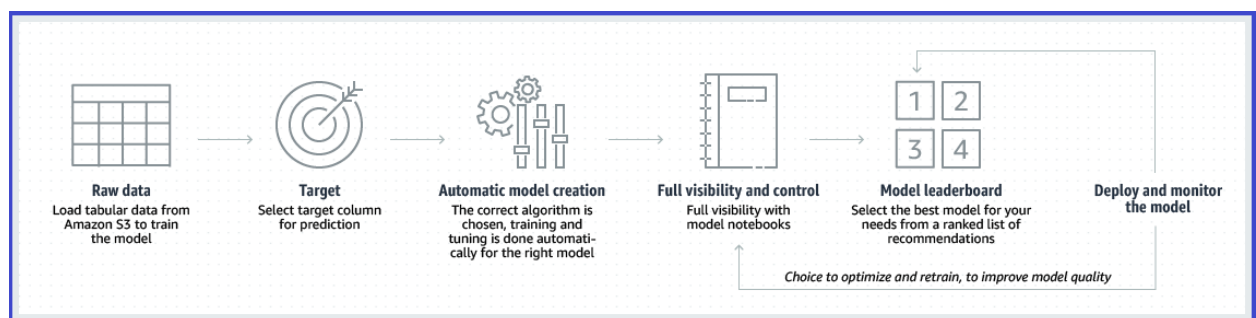 1
2
3
4
Raw data
Load tabular data from
Amazon S3 to train
the model
Target
Select target column
for prediction
Automatic model creation
The correct algorithm is
chosen, training and
tuning is done automati-
cally for the right model
Full visibility and control
Full visibility with
model notebooks
Model leaderboard
Select the best model for your
needs from a ranked list of
recommendations
Deploy and monitor
the model
Choice to optimize and retrain, to improve model quality